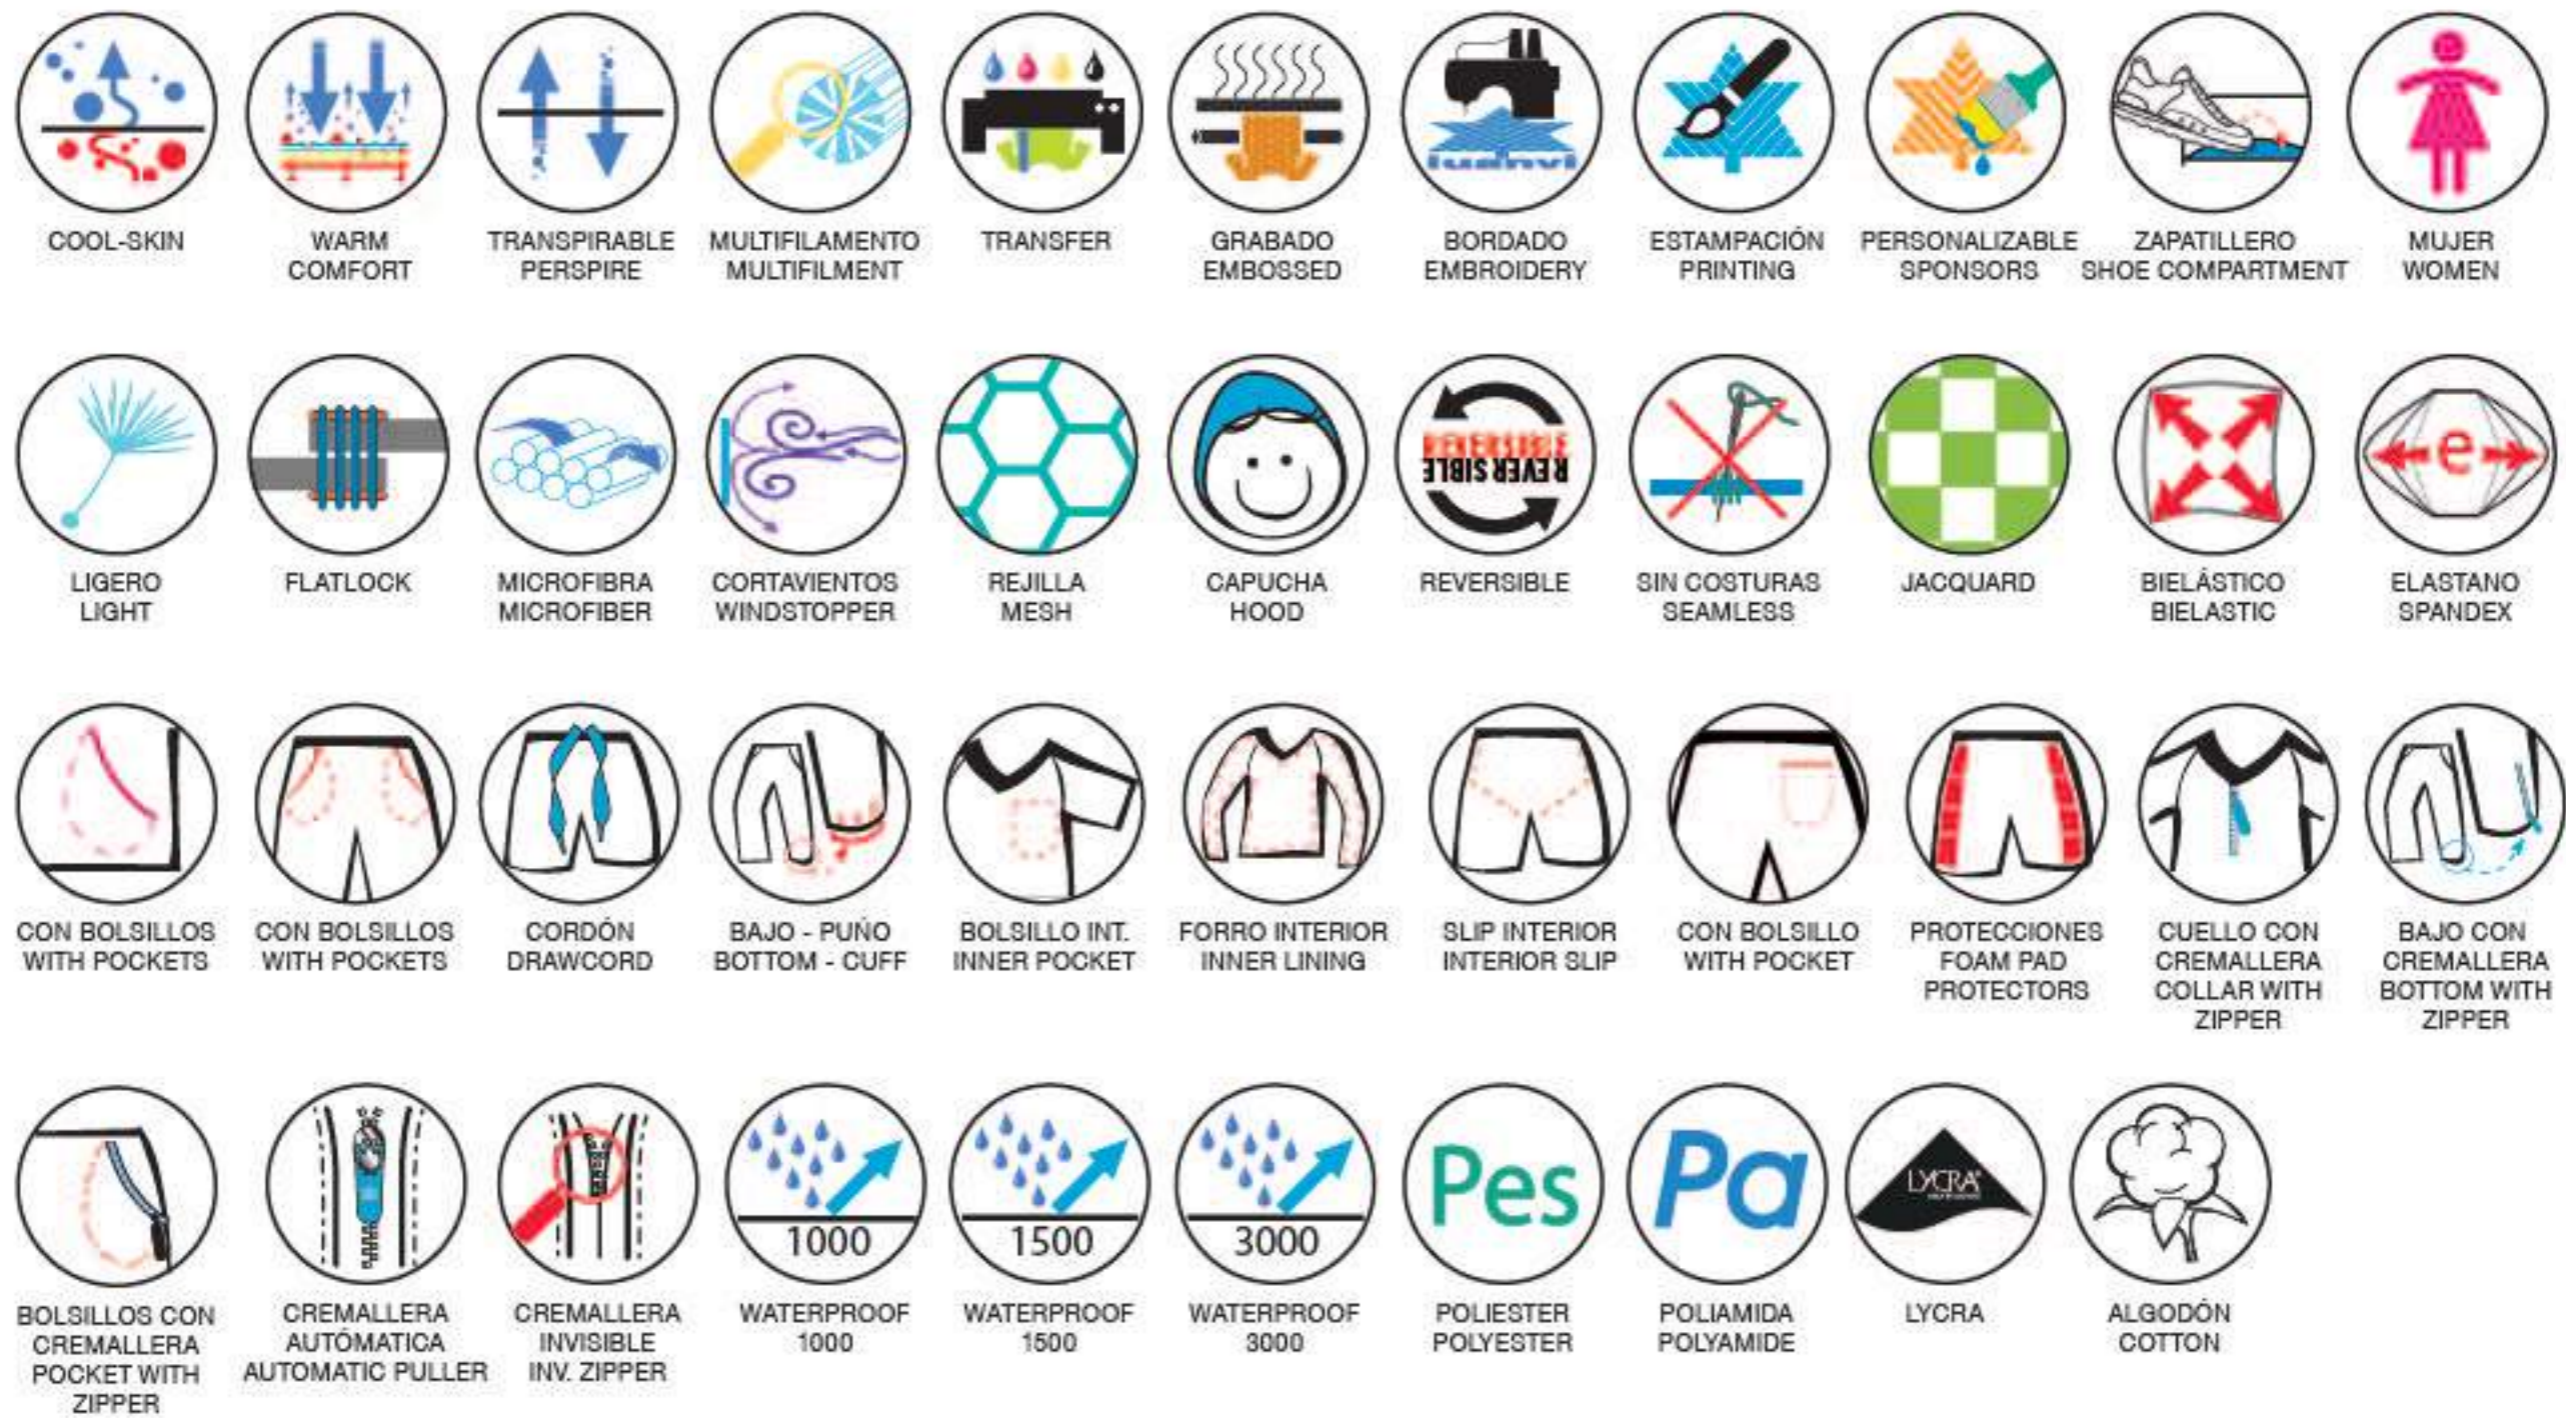 COOL-SKIN
WARM
COMFORT
TRANSPIRABLE
PERSPIRE
MULTIFILAMENTO
MULTIFILMENT
TRANSFER
GRABADO
EMBOSSED
luanvi
BORDADO
EMBROIDERY
ESTAMPACIÓN
PRINTING
PERSONALIZABLE
SPONSORS
ZAPATILLERO
SHOE COMPARTMENT
MUJER
WOMEN
LIGERO
LIGHT
FLATLOCK
MICROFIBRA
MICROFIBER
CORTAVIENTOS
WINDSTOPPER
REJILLA
MESH
CAPUCHA
HOOD
REVERSIBLE
REVERSIBLE
REVERSIBLE
SIN COSTURAS
SEAMLESS
JACQUARD
BIELÁSTICO
BIELASTIC
e
ELASTANO
SPANDEX
CON BOLSILLOS
WITH POCKETS
CON BOLSILLOS
WITH POCKETS
CORDÓN
DRAWCORD
BAJO - PUÑO
BOTTOM - CUFF
BOLSILLO INT.
INNER POCKET
FORRO INTERIOR
INNER LINING
SLIP INTERIOR
INTERIOR SLIP
CON BOLSILLO
WITH POCKET
PROTECCIONES
FOAM PAD
PROTECTORS
CUELLO CON
CREMALLERA
COLLAR WITH
ZIPPER
BAJO CON
CREMALLERA
BOTTOM WITH
ZIPPER
BOLSILLOS CON
CREMALLERA
POCKET WITH
ZIPPER
CREMALLERA
AUTÓMATICA
AUTOMATIC PULLER
CREMALLERA
INVISIBLE
INV. ZIPPER
1000
WATERPROOF
1000
1500
WATERPROOF
1500
3000
WATERPROOF
3000
Pes
POLIESTER
POLYESTER
Pa
POLIAMIDA
POLYAMIDE
LYCRA®
LYCRA
ALGODÓN
COTTON